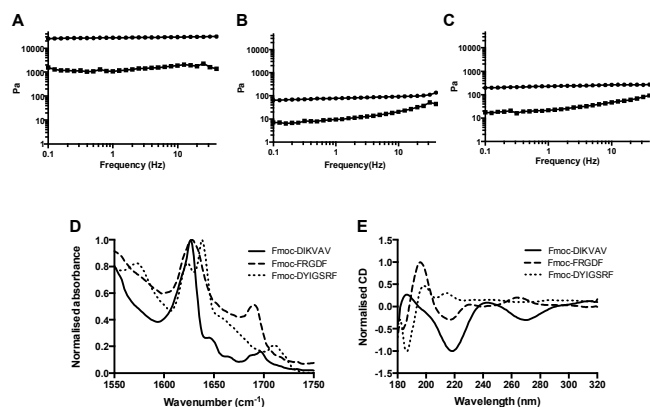 A
B
C
10000
1000
100
10
1
Pa
0.1
1
10
Frequency (Hz)
10000
1000
100
10
1
Pa
0.1
1
10
Frequency(Hz)
10000
1000
100
10
1
Pa
0.1
1
10
Frequency (Hz)
D
1.0
0.8
0.6
0.4
0.2
0.0
Normalised absorbance
1550
1600
1650
1700
1750
Wavenumber (cm⁻¹)
Fmoc-DIKVAV
Fmoc-FRGDF
Fmoc-DYIGSRF
E
1.5
1.0
0.5
0.0
-0.5
-1.0
-1.5
Normalised CD
180
200
220
240
260
280
300
320
Wavelength (nm)
Fmoc-DIKVAV
Fmoc-FRGDF
Fmoc-DYIGSRF